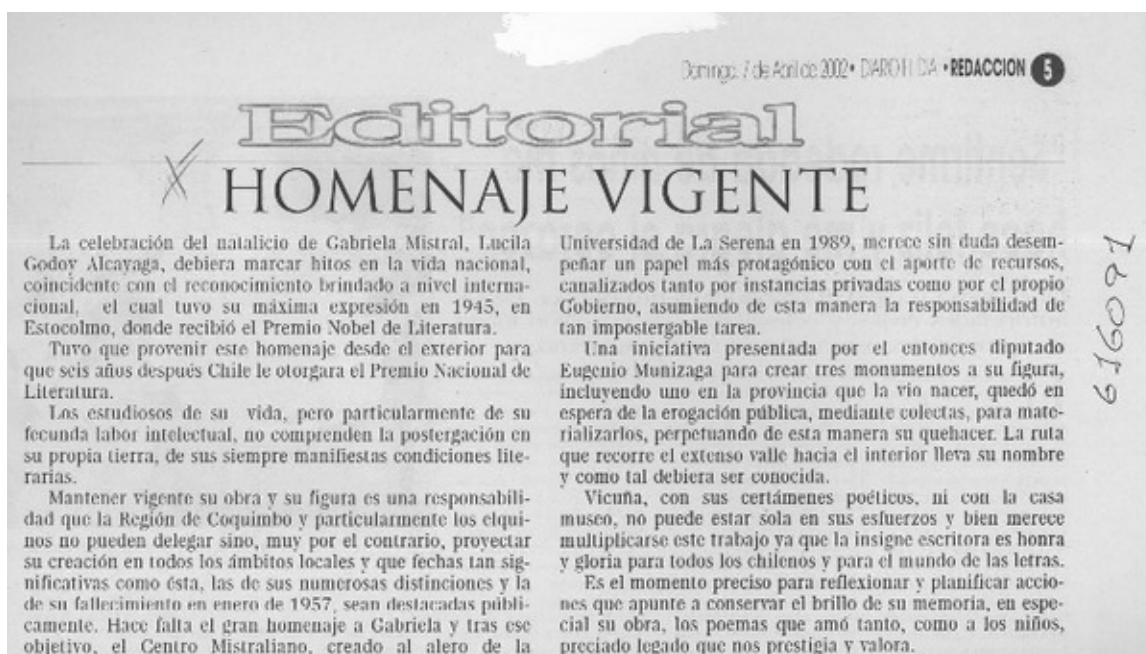 Domingo, 7 de Abril de 2002 • DIARIO EL DIA • REDACCION 5
Editorial
HOMENAJE VIGENTE
La celebración del natalicio de Gabriela Mistral, Lucila
Godoy Alcayaga, debiera marcar hitos en la vida nacional,
coincidente con el reconocimiento brindado a nivel interna-
cional, el cual tuvo su máxima expresión en 1945, en
Estocolmo, donde recibió el Premio Nobel de Literatura.
Tuvo que provenir este homenaje desde el exterior para
que seis años después Chile le otorgara el Premio Nacional de
Literatura.
Los estudiosos de su vida, pero particularmente de su
fecunda labor intelectual, no comprenden la postergación en
su propia tierra, de sus siempre manifiestas condiciones lite-
rarias.
Mantener vigente su obra y su figura es una responsabili-
dad que la Región de Coquimbo y particularmente los elqui-
nos no pueden delegar sino, muy por el contrario, proyectar
su creación en todos los ámbitos locales y que fechas tan sig-
nificativas como ésta, las de sus numerosas distinciones y la
de su fallecimiento en enero de 1957, sean destacadas públi-
camente. Hace falta el gran homenaje a Gabriela y tras ese
objetivo, el Centro Mistraliano, creado al alero de la
Universidad de La Serena en 1989, merece sin duda desem-
peñar un papel más protagónico con el aporte de recursos,
canalizados tanto por instancias privadas como por el propio
Gobierno, asumiendo de esta manera la responsabilidad de
tan impostergable tarea.
Una iniciativa presentada por el entonces diputado
Eugenio Munizaga para crear tres monumentos a su figura,
incluyendo uno en la provincia que la vio nacer, quedó en
espera de la erogación pública, mediante colectas, para mate-
rializarlos, perpetuando de esta manera su quehacer. La ruta
que recorre el extenso valle hacia el interior lleva su nombre
y como tal debiera ser conocida.
Vicuña, con sus certámenes poéticos, ni con la casa
museo, no puede estar sola en sus esfuerzos y bien merece
multiplicarse este trabajo ya que la insigne escritora es honra
y gloria para todos los chilenos y para el mundo de las letras.
Es el momento preciso para reflexionar y planificar accio-
nes que apunte a conservar el brillo de su memoria, en espe-
cial su obra, los poemas que amó tanto, como a los niños,
preciado legado que nos prestigia y valora.
616091